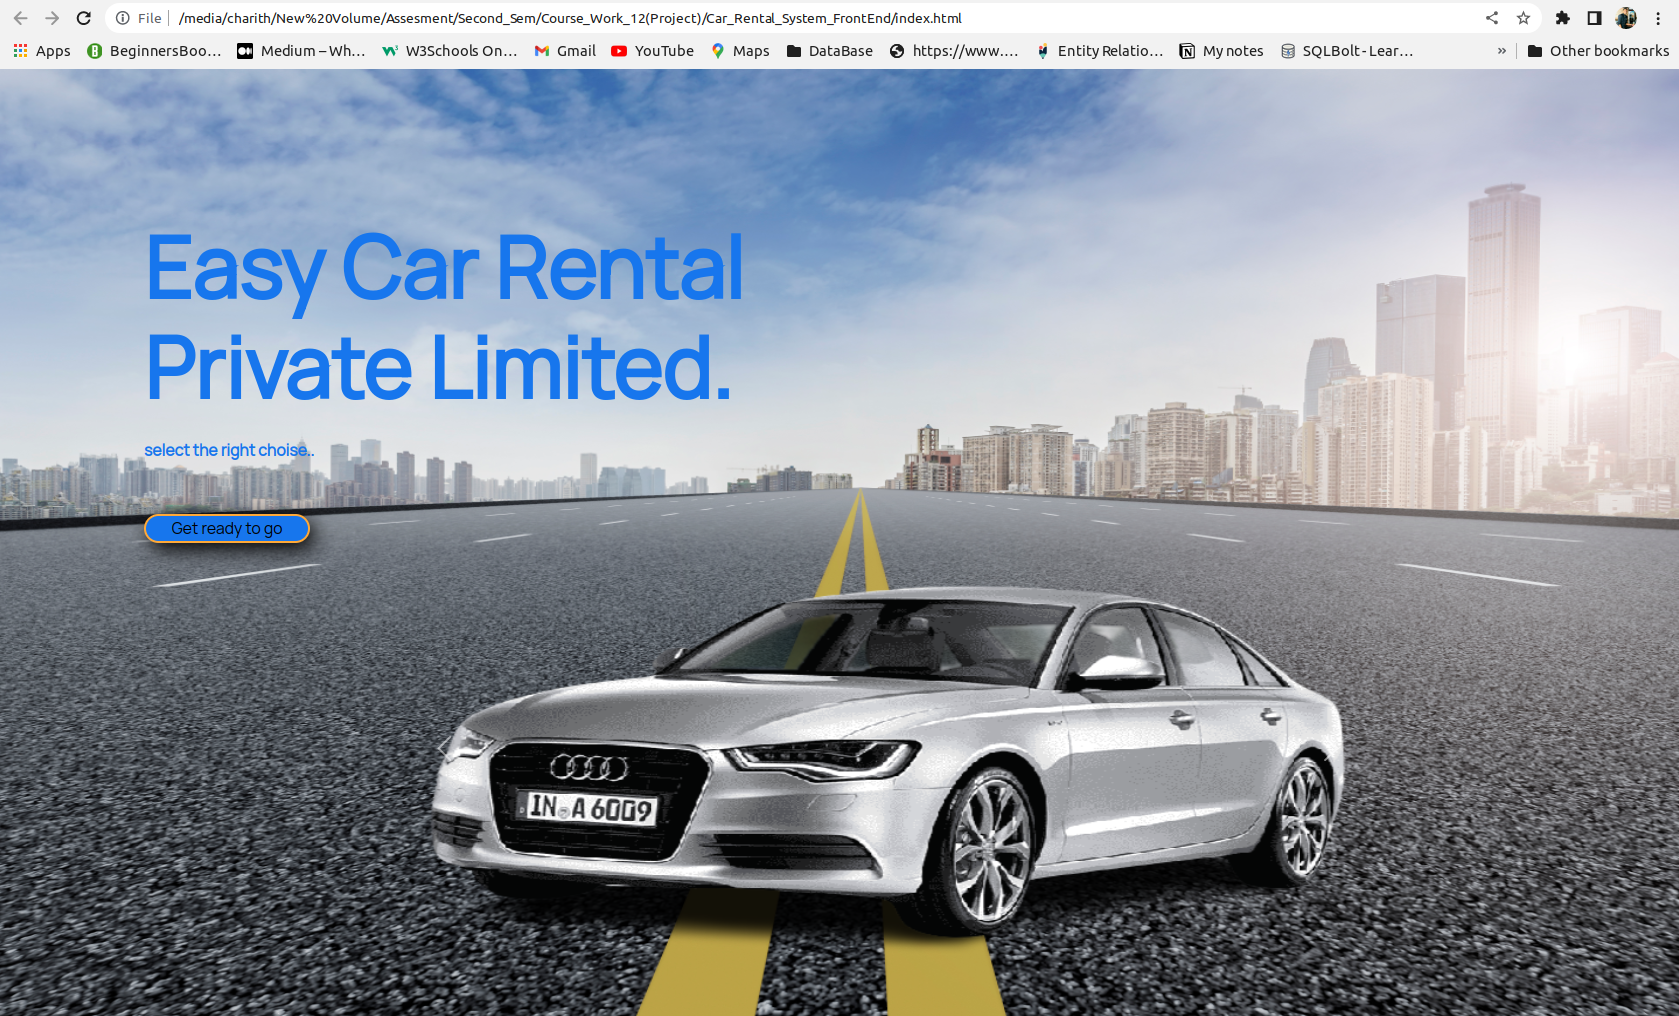 File /media/charith/New%20Volume/Assesment/Second_Sem/Course_Work_12(Project)/Car_Rental_System_FrontEnd/index.html
Apps BeginnersBoo... Medium – Wh... W3Schools On... Gmail YouTube Maps DataBase https://www.... Entity Relatio... My notes SQLBolt - Lear... » Other bookmarks
Easy Car Rental
Private Limited.
select the right choise..
Get ready to go
IN A 6009